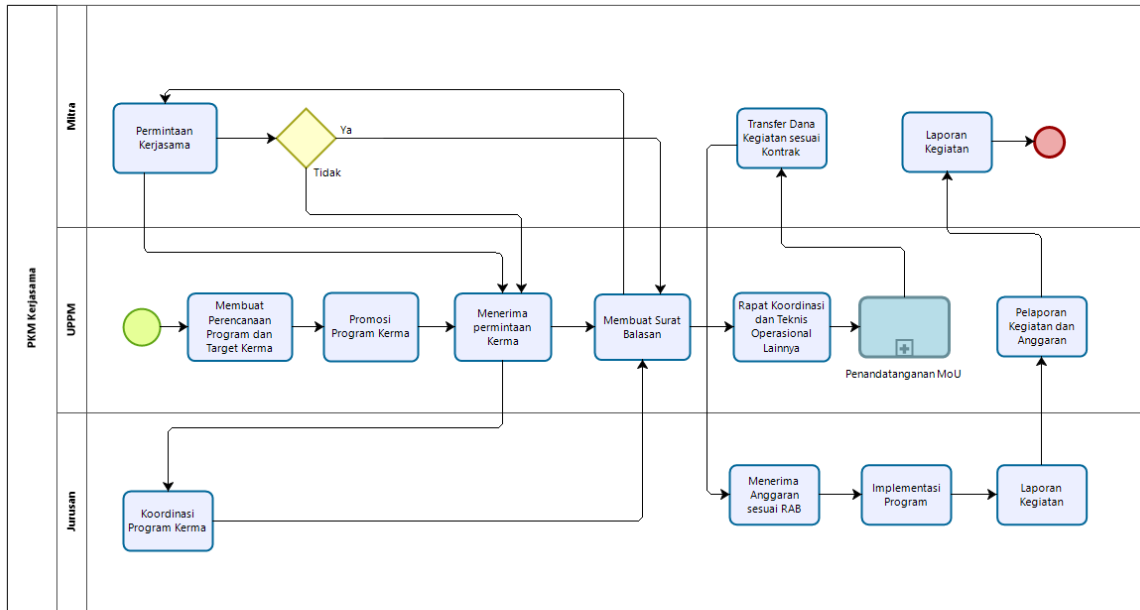 PKM Kerjasama
Mitra
Permintaan
Kerjasama
Ya
Tidak
Transfer Dana
Kegiatan sesuai
Kontrak
Laporan
Kegiatan
UPPM
Membuat
Perencanaan
Program dan
Target Kerma
Promosi
Program Kerma
Menerima
permintaan
Kerma
Membuat Surat
Balasan
Rapat Koordinasi
dan Teknis
Operasional
Lainnya
Penandatanganan MoU
Pelaporan
Kegiatan dan
Anggaran
Jurusan
Koordinasi
Program Kerma
Menerima
Anggaran
sesuai RAB
Implementasi
Program
Laporan
Kegiatan